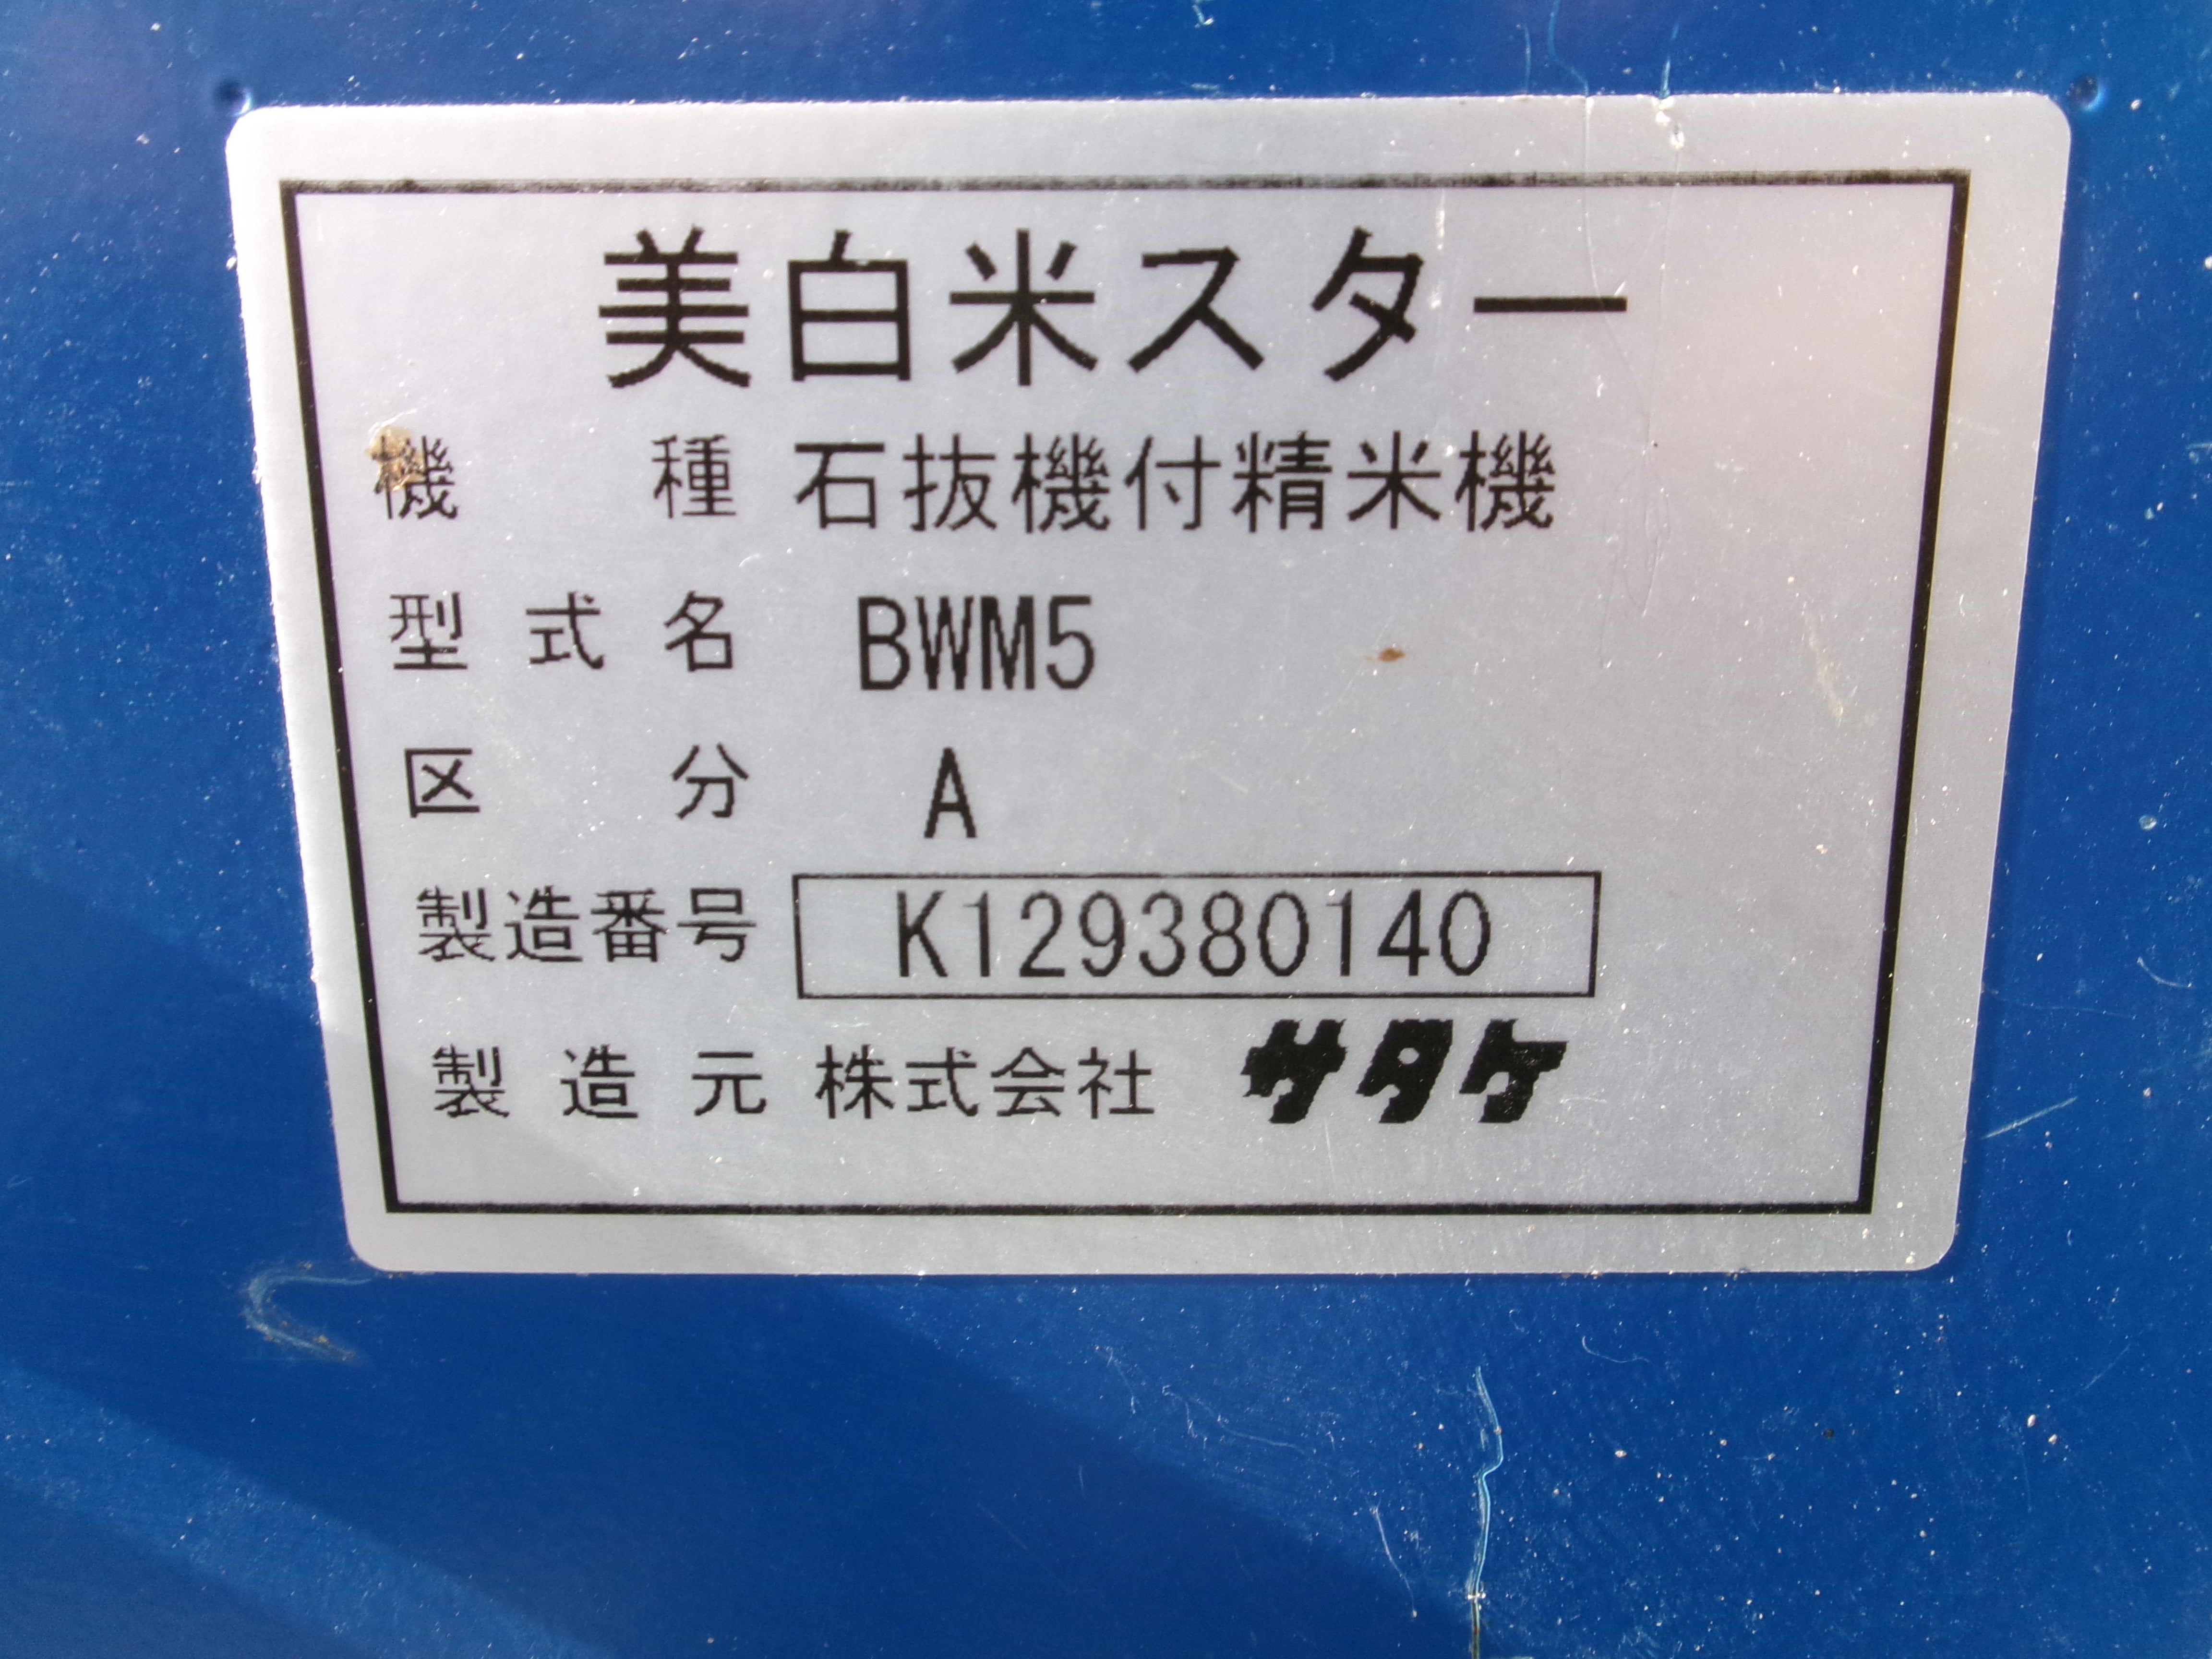 美白米スター
機種 石抜機付精米機
型式名 BWM5
区分 A
製造番号 K129380140
製造元 株式会社 サタケ